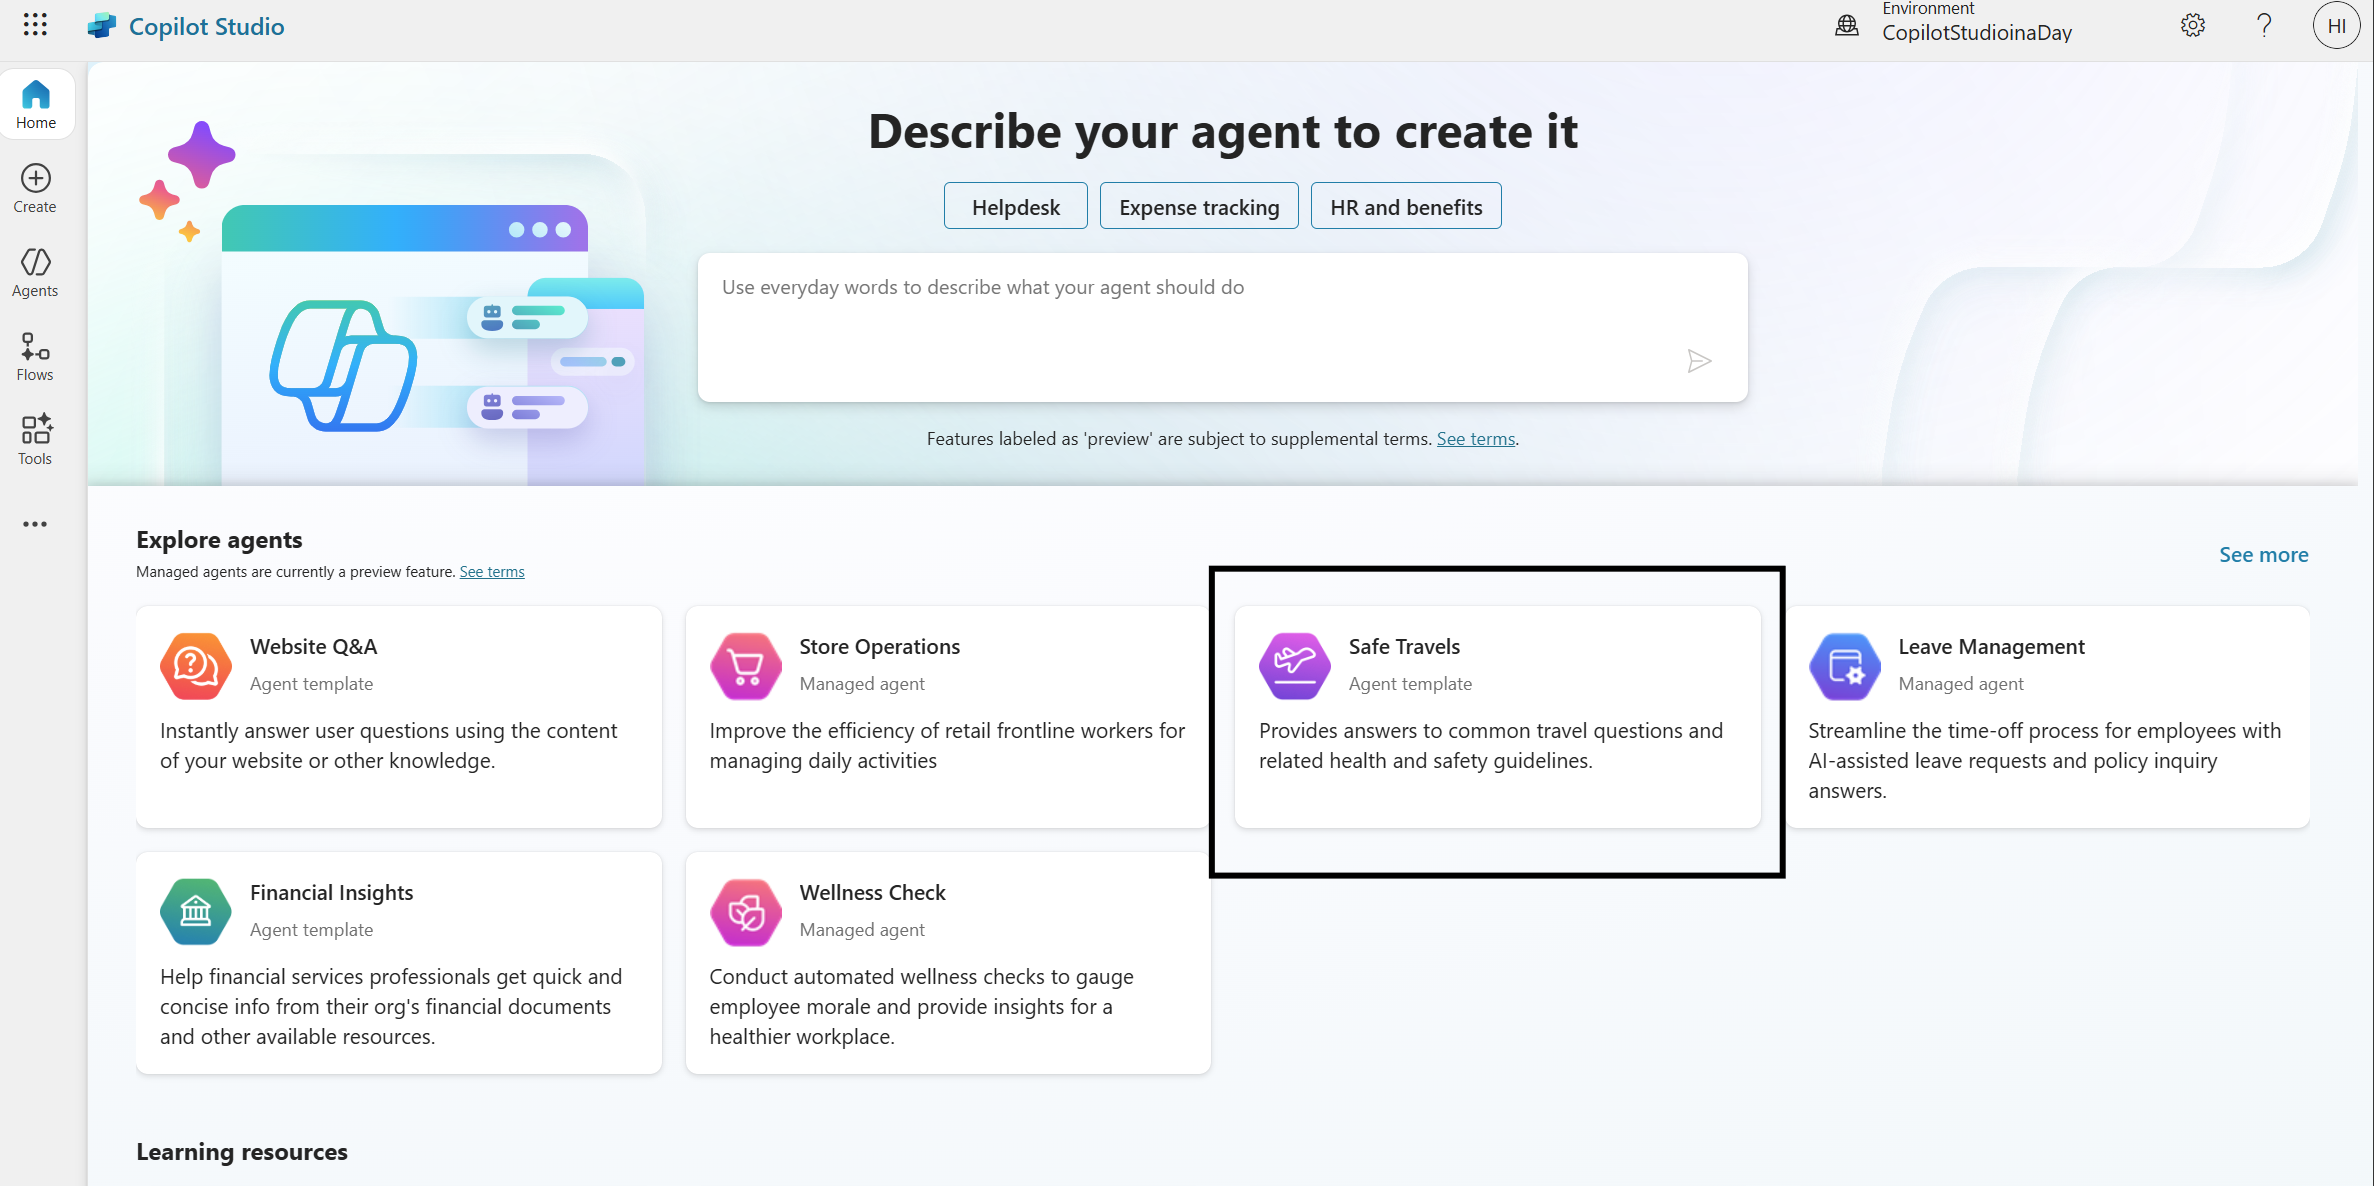 Copilot Studio
Environment
CopilotStudioinaDay
HI
Home
Create
Agents
Flows
Tools
Describe your agent to create it
Helpdesk
Expense tracking
HR and benefits
Use everyday words to describe what your agent should do
Features labeled as 'preview' are subject to supplemental terms. See terms.
Explore agents
Managed agents are currently a preview feature. See terms
See more
Website Q&A
Agent template
Instantly answer user questions using the content
of your website or other knowledge.
Store Operations
Managed agent
Improve the efficiency of retail frontline workers for
managing daily activities
Safe Travels
Agent template
Provides answers to common travel questions and
related health and safety guidelines.
Leave Management
Managed agent
Streamline the time-off process for employees with
AI-assisted leave requests and policy inquiry
answers.
Financial Insights
Agent template
Help financial services professionals get quick and
concise info from their org's financial documents
and other available resources.
Wellness Check
Managed agent
Conduct automated wellness checks to gauge
employee morale and provide insights for a
healthier workplace.
Learning resources